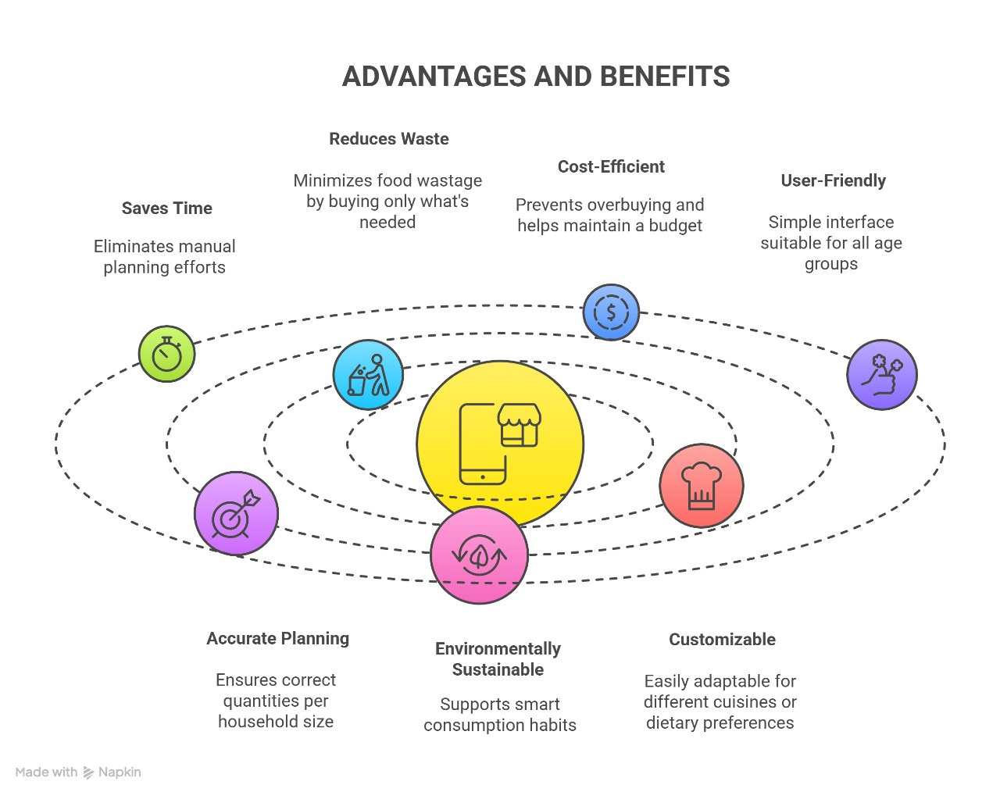 ADVANTAGES AND BENEFITS
Reduces Waste
Minimizes food wastage
by buying only what's
needed
Cost-Efficient
Prevents overbuying and
helps maintain a budget
User-Friendly
Simple interface
suitable for all age
groups
Saves Time
Eliminates manual
planning efforts
$
Accurate Planning
Ensures correct
quantities per
household size
Environmentally
Sustainable
Supports smart
consumption habits
Customizable
Easily adaptable for
different cuisines or
dietary preferences
Made with Napkin